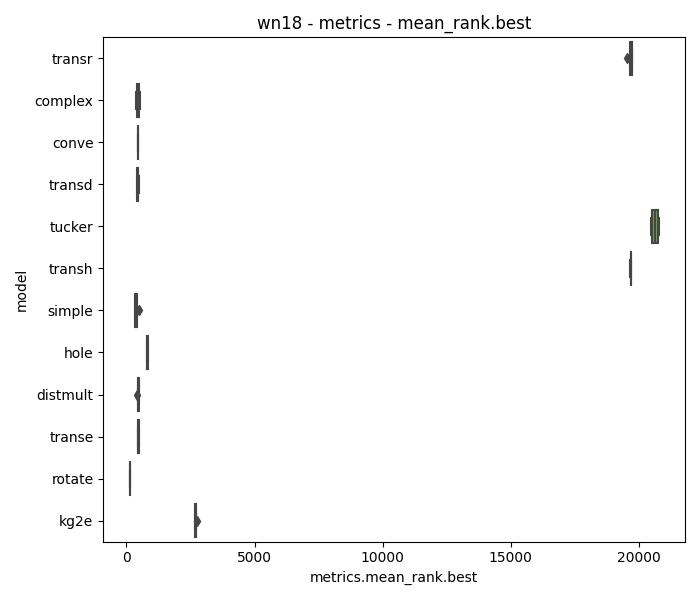 wn18 - metrics - mean_rank.best
transr
complex
conve
transd
tucker
transh
simple
hole
distmult
transe
rotate
kg2e
model
0 5000 10000 15000 20000
metrics.mean_rank.best